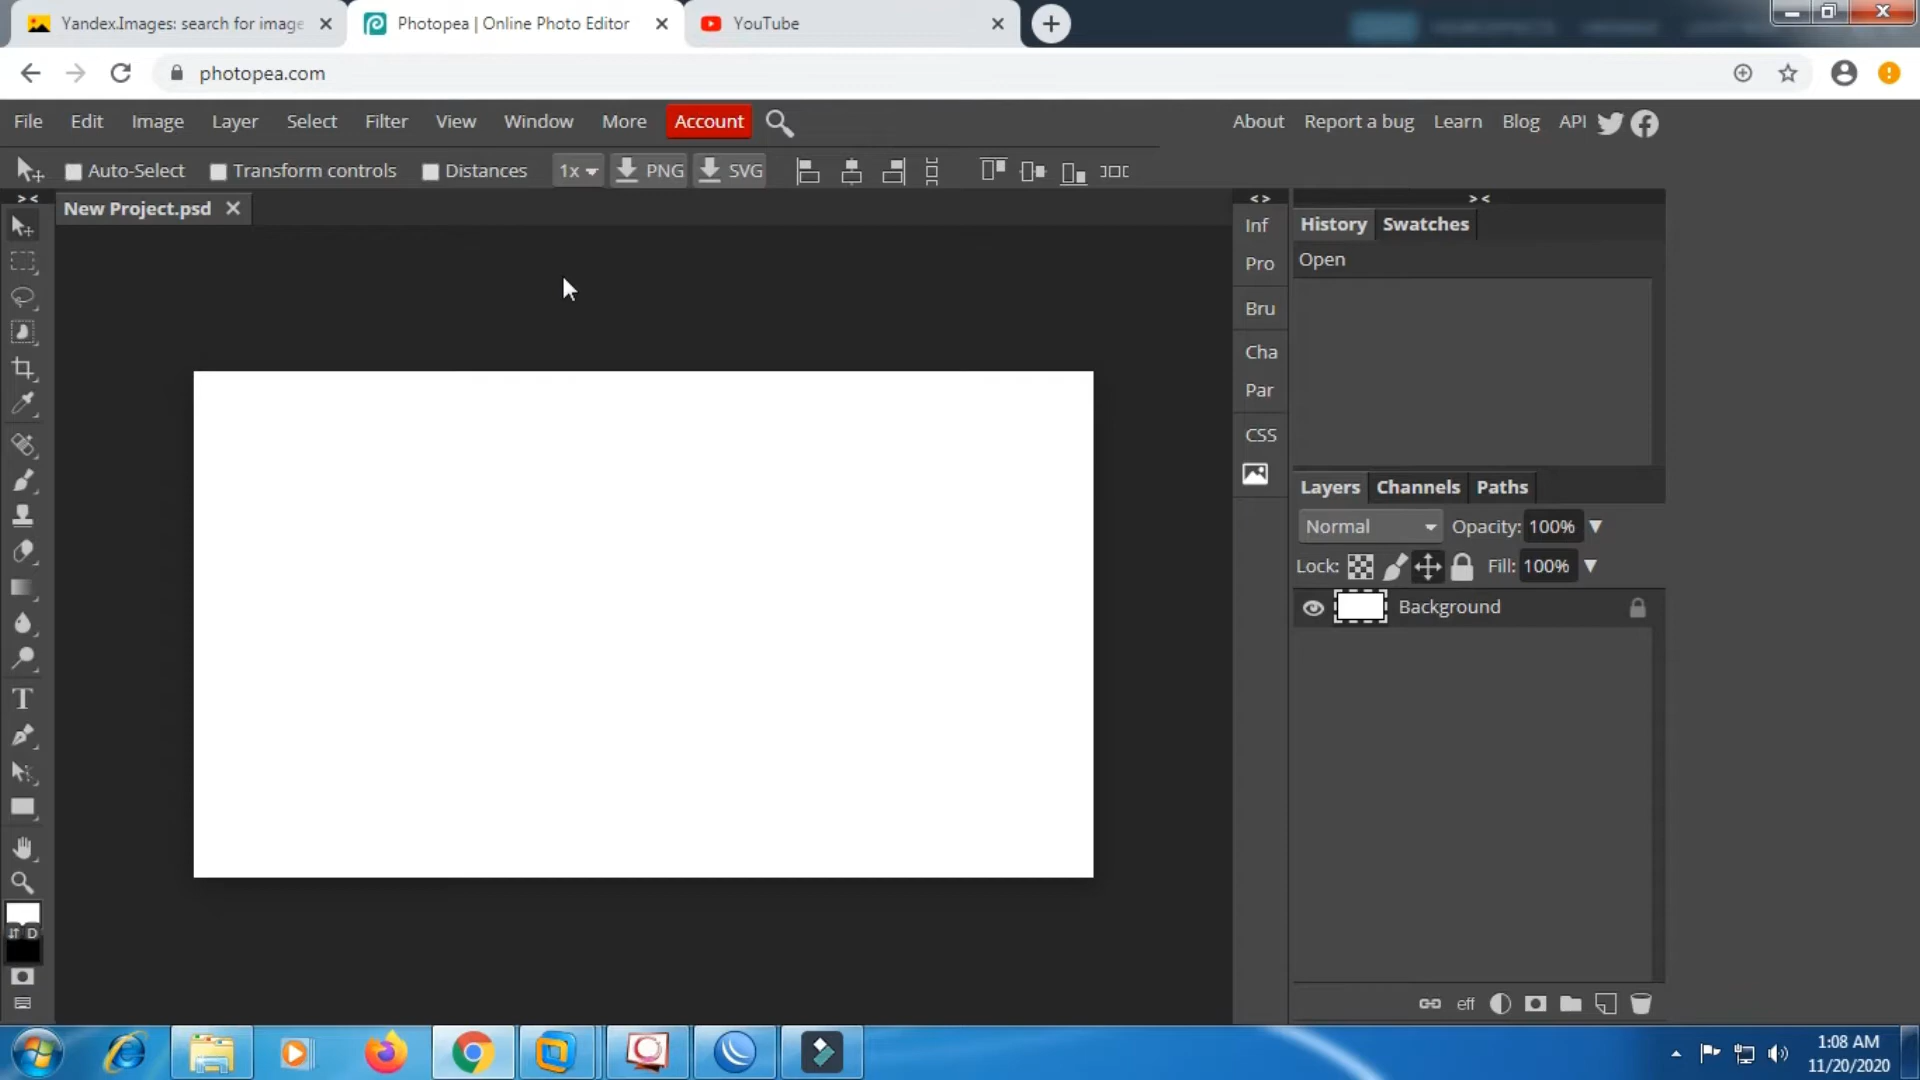 Yandex.Images: search for image
Photopea | Online Photo Editor
YouTube
photopea.com
File Edit Image Layer Select Filter View Window More Account
About Report a bug Learn Blog API
Auto-Select Transform controls Distances 1x PNG SVG
New Project.psd
> <
< >
> <
Inf
Pro
Bru
Cha
Par
CSS
History Swatches
Open
Layers Channels Paths
Normal Opacity: 100%
Lock: Fill: 100%
Background
D
eff
1:08 AM
11/20/2020